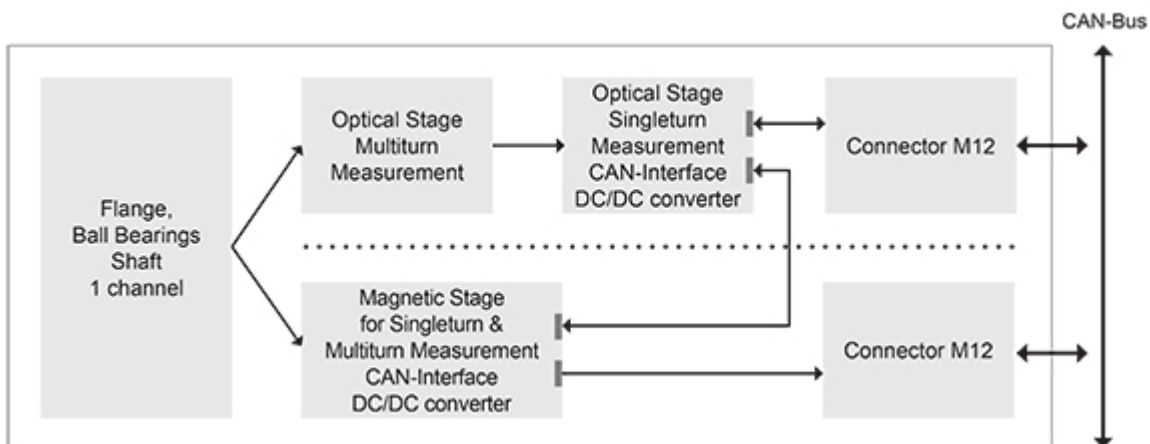 CAN-Bus
Flange,
Ball Bearings
Shaft
1 channel
Optical Stage
Multiturn
Measurement
Optical Stage
Singleturn
Measurement
CAN-Interface
DC/DC converter
Connector M12
Magnetic Stage
for Singleturn &
Multiturn Measurement
CAN-Interface
DC/DC converter
Connector M12